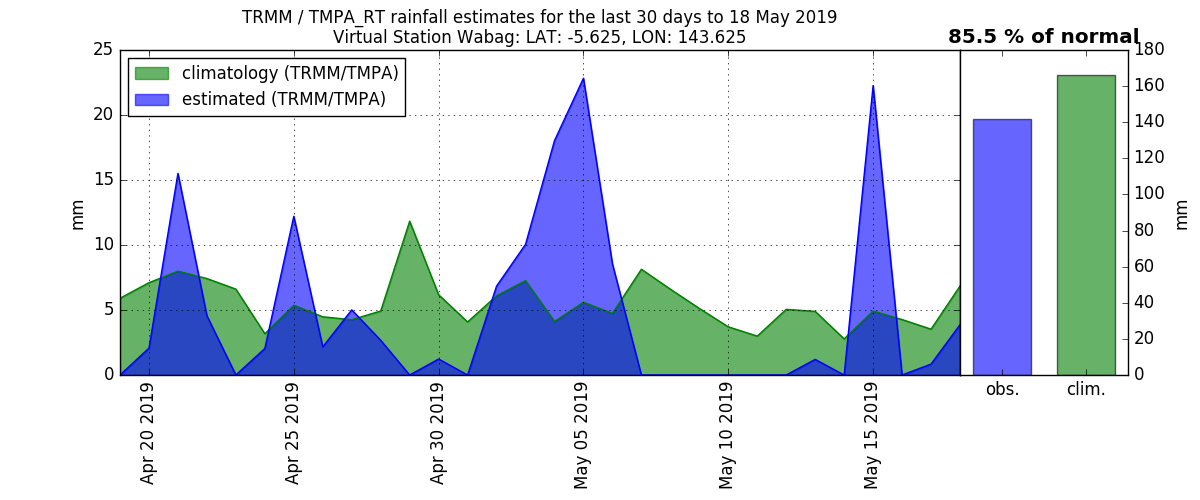 TRMM / TMPA_RT rainfall estimates for the last 30 days to 18 May 2019
Virtual Station Wabag: LAT: -5.625, LON: 143.625
85.5 % of normal
climatology (TRMM/TMPA)
estimated (TRMM/TMPA)
25
20
15
10
5
0
mm
Apr 20 2019
Apr 25 2019
Apr 30 2019
May 05 2019
May 10 2019
May 15 2019
180
160
140
120
100
80
60
40
20
0
mm
obs.
clim.